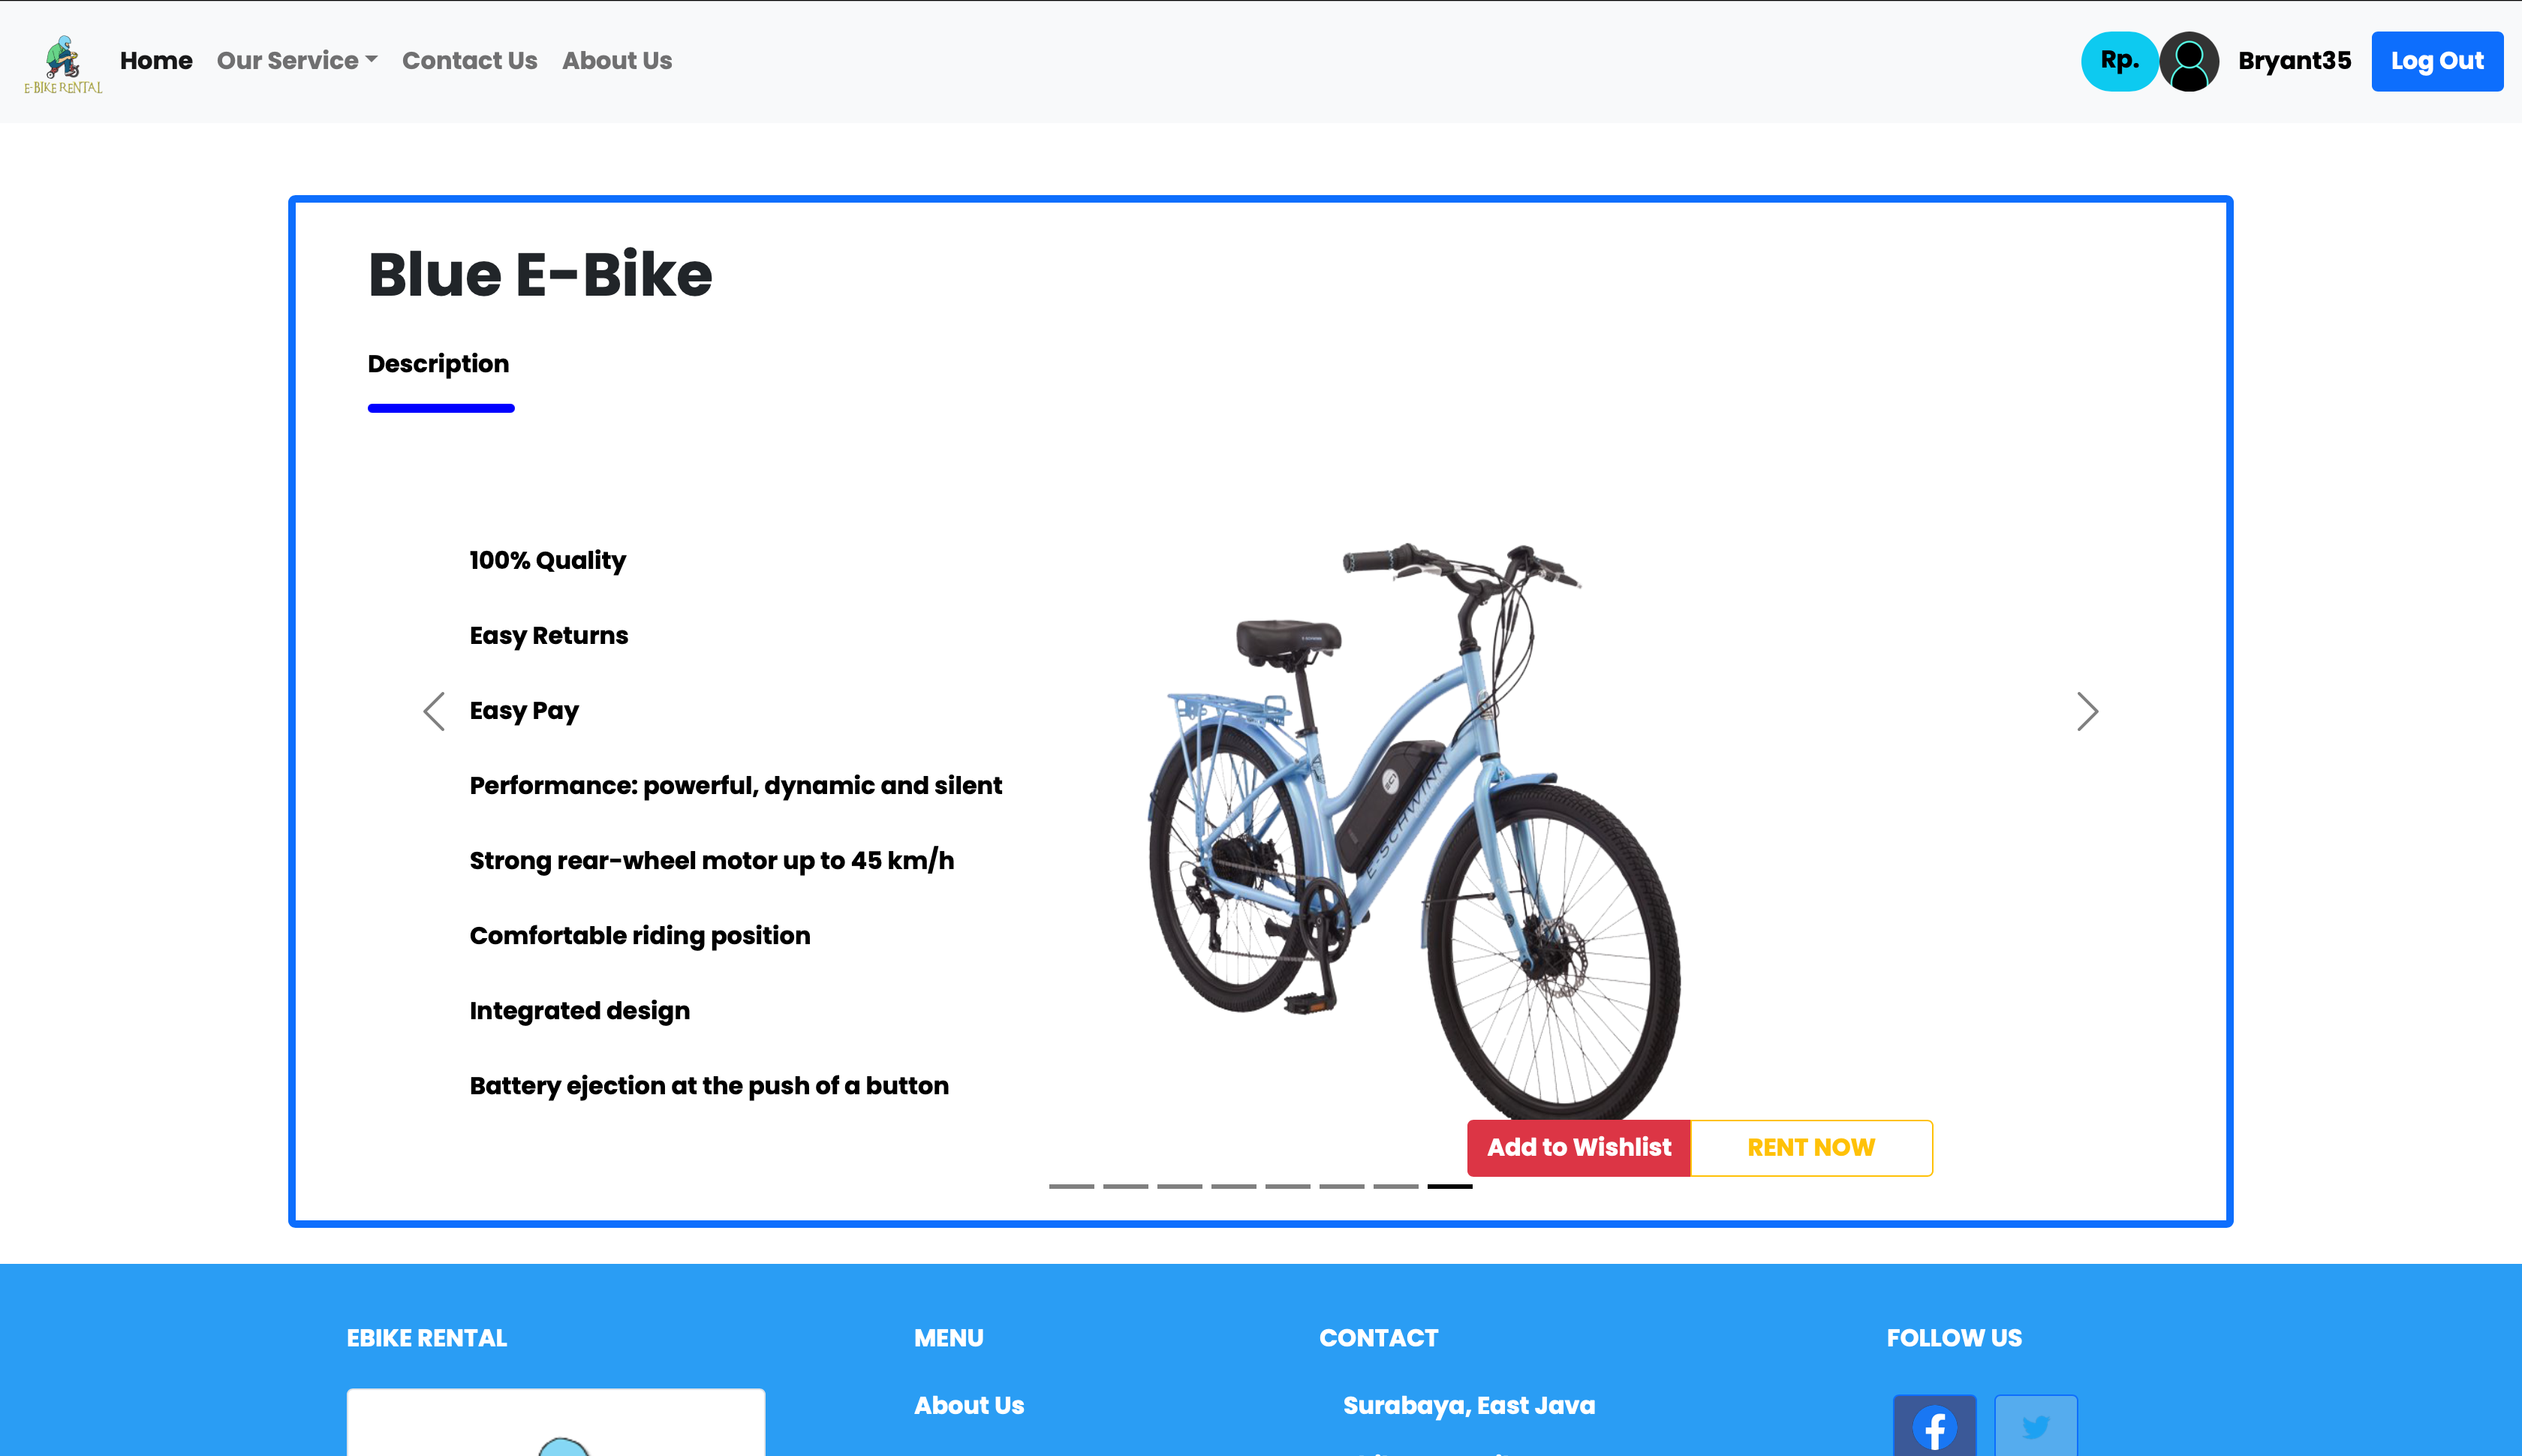 E-BIKE RENTAL
Home Our Service Contact Us About Us
Rp. Bryant35 Log Out
Blue E-Bike
Description
100% Quality
Easy Returns
Easy Pay
Performance: powerful, dynamic and silent
Strong rear-wheel motor up to 45 km/h
Comfortable riding position
Integrated design
Battery ejection at the push of a button
E-SCHWINN
Add to Wishlist RENT NOW
EBIKE RENTAL MENU CONTACT FOLLOW US
About Us Surabaya, East Java